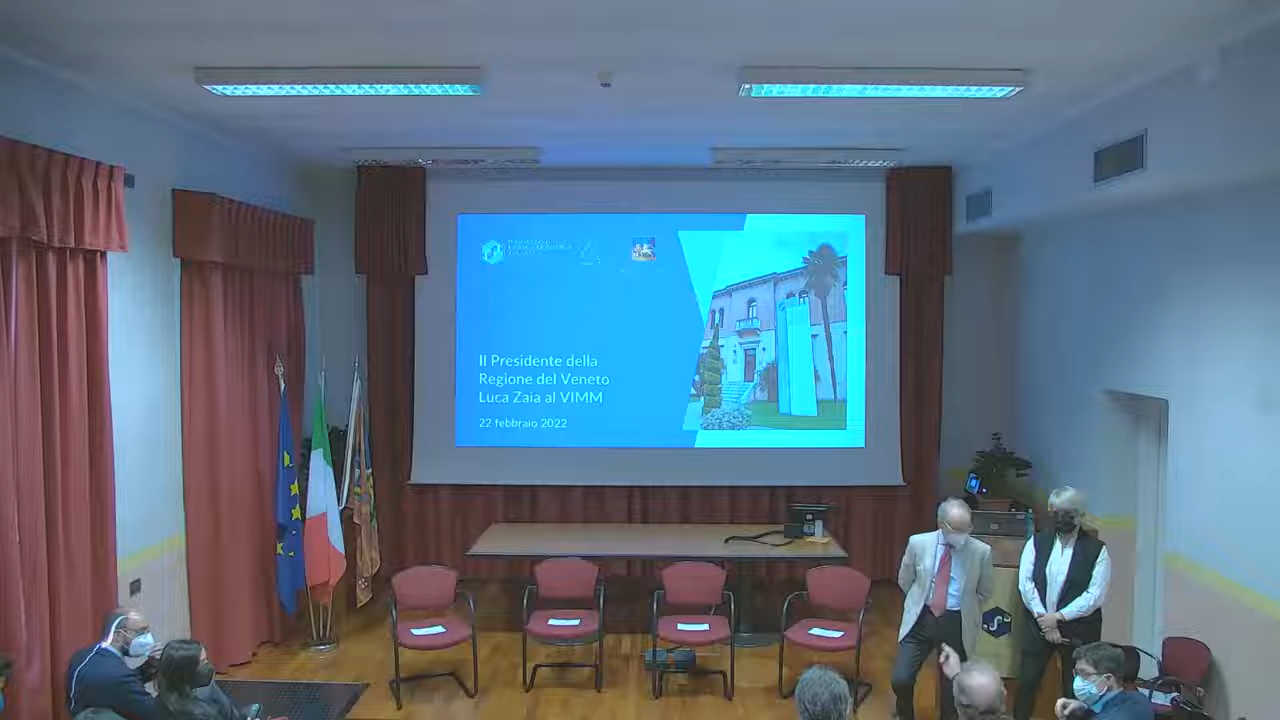 Il Presidente della
Regione del Veneto
Luca Zaia al VIMM
22 febbraio 2022